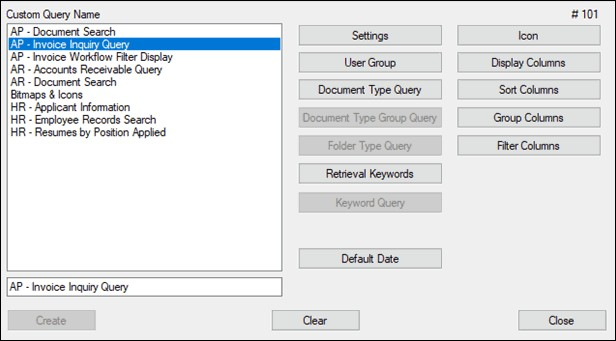 Custom Query Name
# 101
AP - Document Search
AP - Invoice Inquiry Query
AP - Invoice Workflow Filter Display
AR - Accounts Receivable Query
AR - Document Search
Bitmaps & Icons
HR - Applicant Information
HR - Employee Records Search
HR - Resumes by Position Applied
AP - Invoice Inquiry Query
Settings
User Group
Document Type Query
Document Type Group Query
Folder Type Query
Retrieval Keywords
Keyword Query
Default Date
Icon
Display Columns
Sort Columns
Group Columns
Filter Columns
Create
Clear
Close